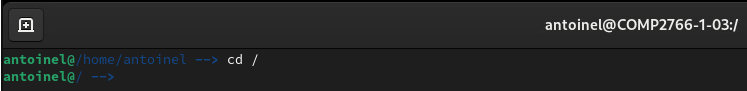 antoinel@COMP2766-1-03:/
antoinel@/home/antoinel --> cd /
antoinel@/ -->